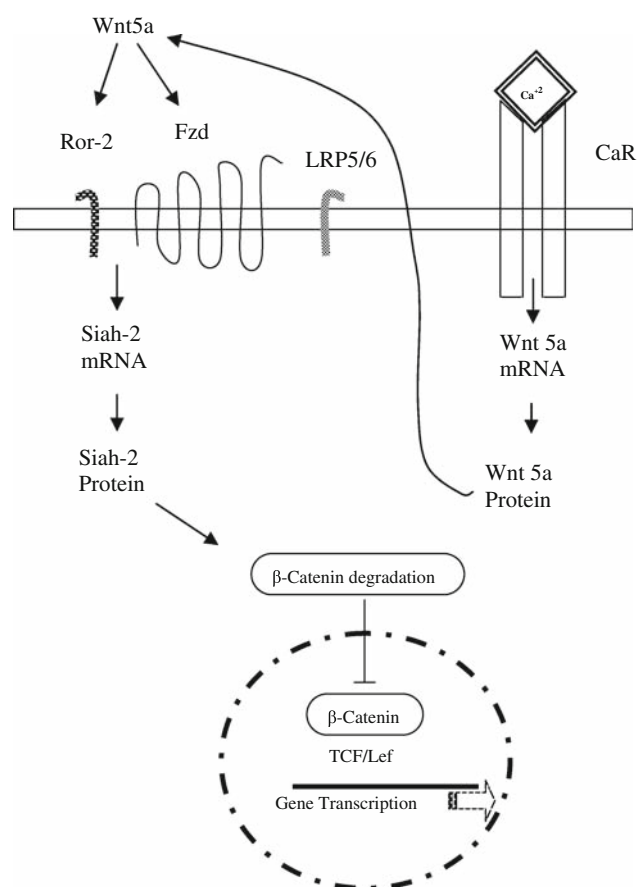 Wnt5a
Ror-2
Fzd
LRP5/6
Ca+2
CaR
Siah-2
mRNA
Wnt 5a
mRNA
Siah-2
Protein
Wnt 5a
Protein
β-Catenin degradation
β-Catenin
TCF/Lef
Gene Transcription